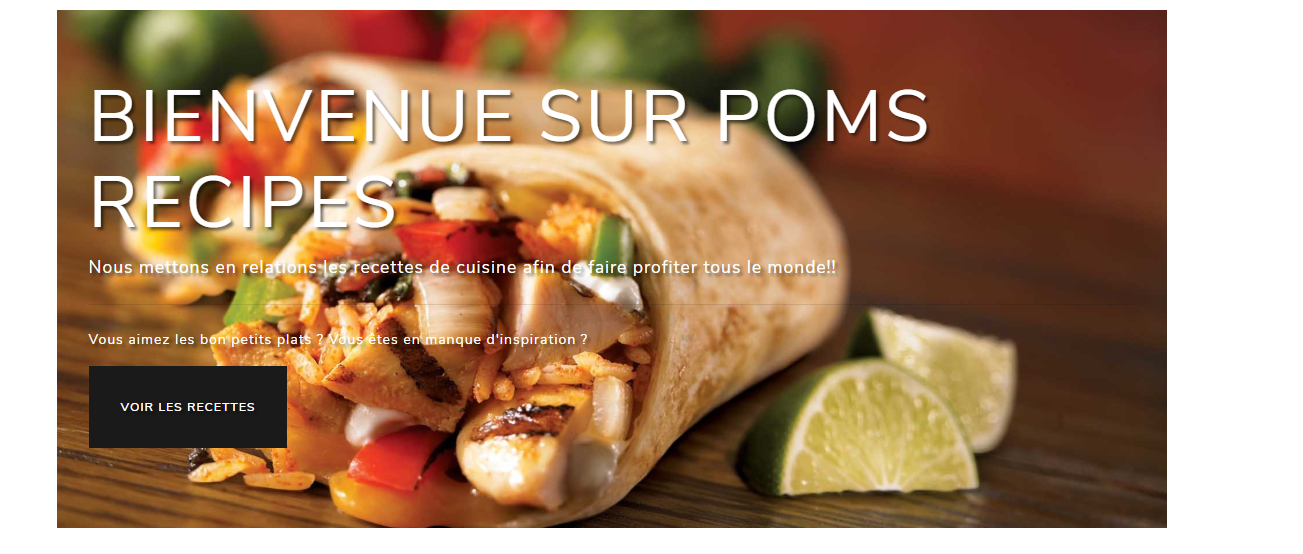 BIENVENUE SUR POMS
RECIPES
Nous mettons en relations les recettes de cuisine afin de faire profiter tous le monde!!
Vous aimez les bon petits plats ? Vous êtes en manque d'inspiration ?
VOIR LES RECETTES